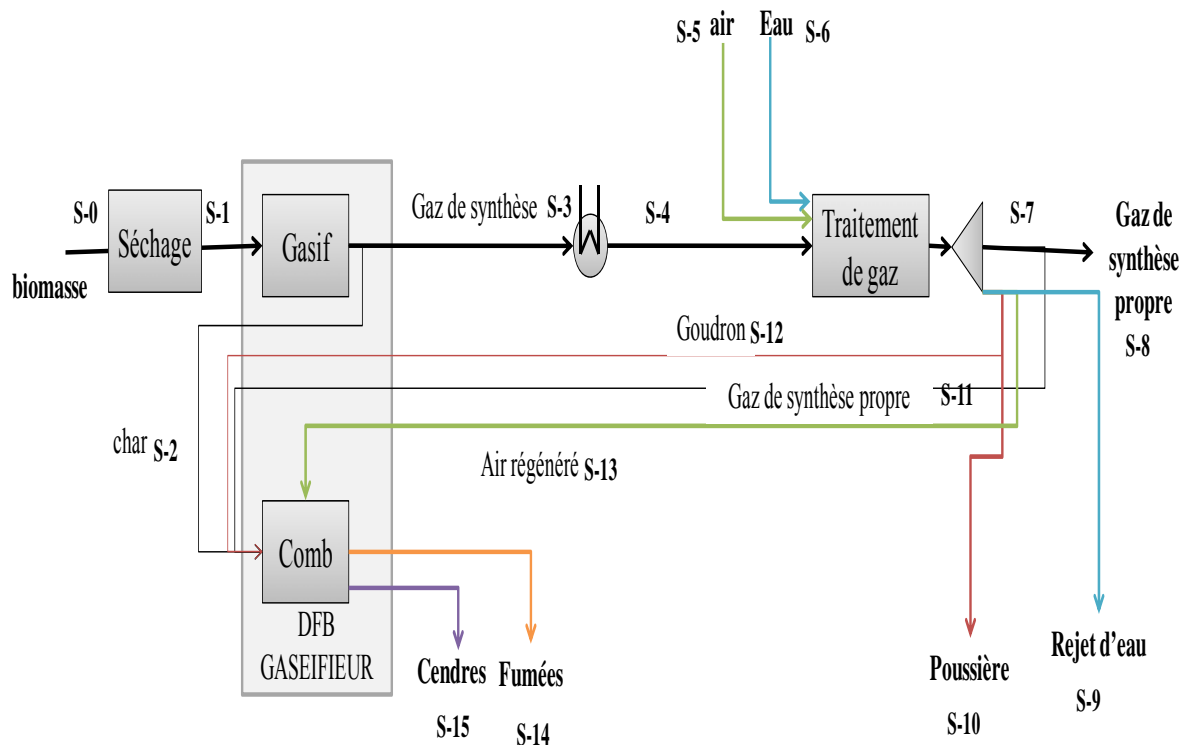 S-5 air Eau S-6
S-0
S-1
Gaz de synthèse S-3
S-4
S-7
Séchage
Gasif
Traitement
de gaz
biomasse
Gaz de
synthèse
propre
S-8
Goudron S-12
Gaz de synthèse propre S-11
char S-2
Air régénéré S-13
Comb
DFB
GASEIFIEUR
Cendres
S-15
Fumées
S-14
Poussière
S-10
Rejet d’eau
S-9